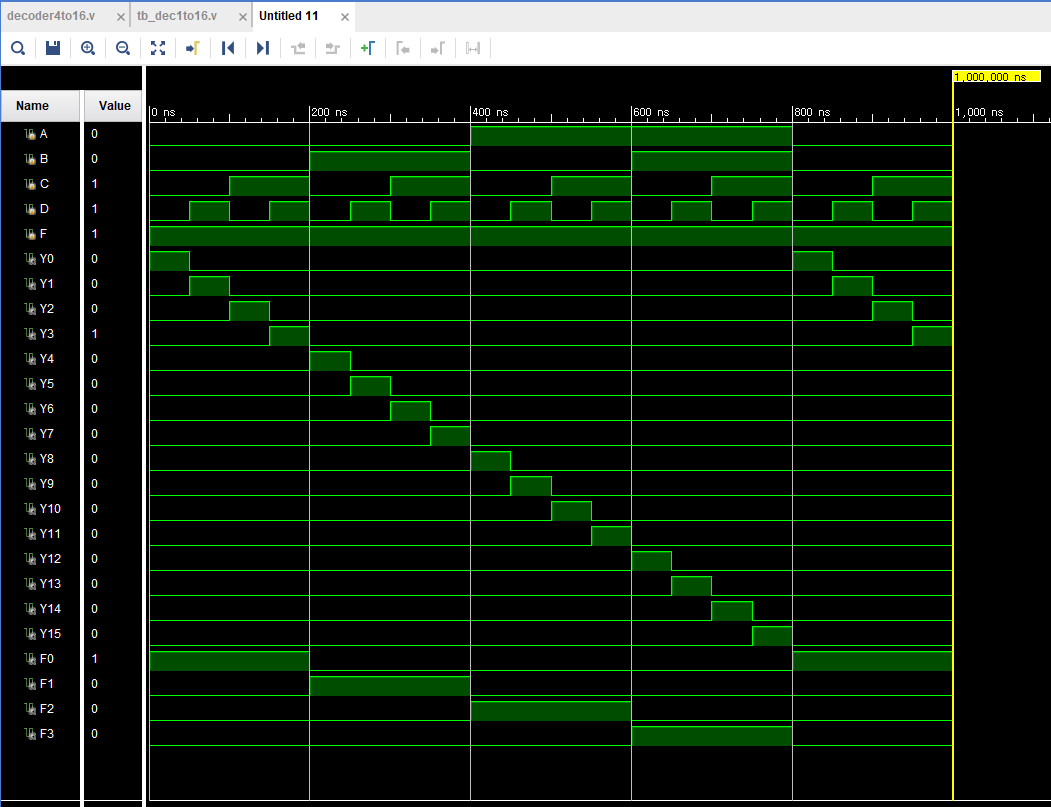 decoder4to16.v × tb_dec1to16.v × Untitled 11 ×
1,000,000 ns
Name Value 0 ns 200 ns 400 ns 600 ns 800 ns 1,000 ns
A 0
B 0
C 1
D 1
F 1
Y0 0
Y1 0
Y2 0
Y3 1
Y4 0
Y5 0
Y6 0
Y7 0
Y8 0
Y9 0
Y10 0
Y11 0
Y12 0
Y13 0
Y14 0
Y15 0
F0 1
F1 0
F2 0
F3 0